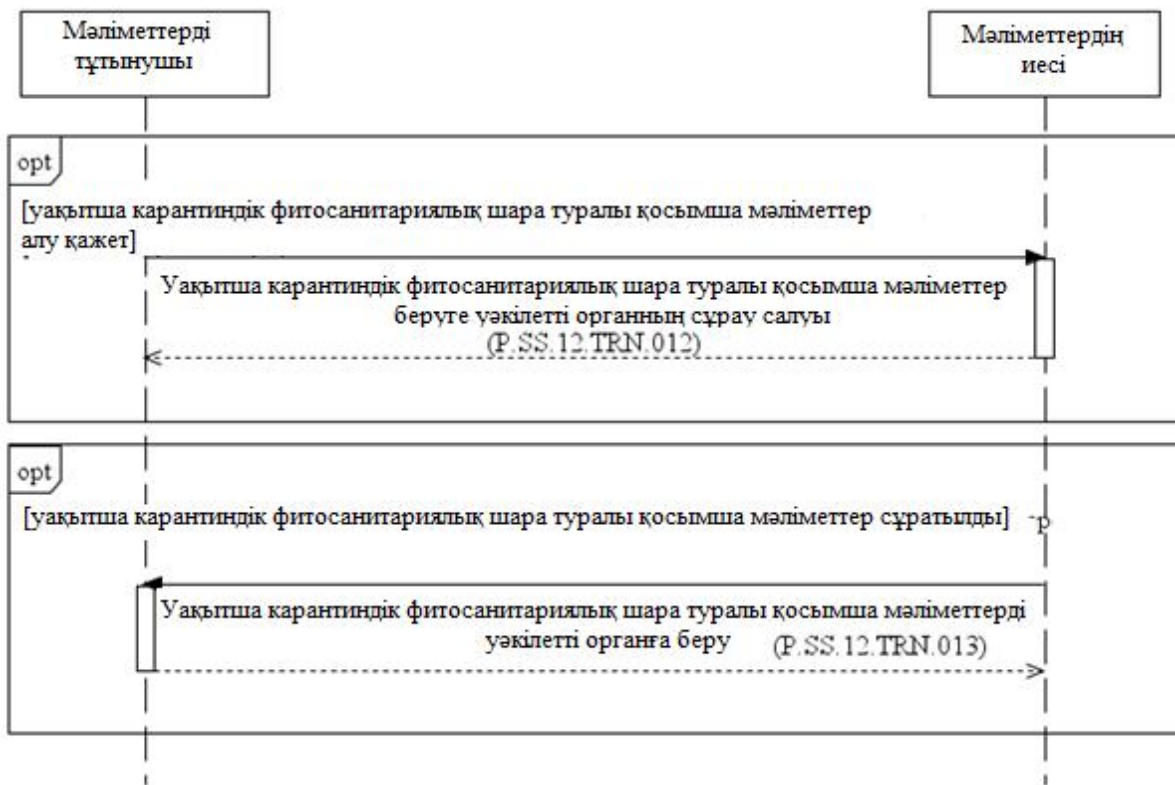 Мәліметтерді
тұтынушы
Мәліметтердің
иесі
opt
[уақытша карантиндік фитосанитариялық шара туралы қосымша мәліметтер
алу қажет]
Уақытша карантиндік фитосанитариялық шара туралы қосымша мәліметтер
беруге уәкілетті органның сұрау салуы
(P.SS.12.TRN.012)
opt
[уақытша карантиндік фитосанитариялық шара туралы қосымша мәліметтер сұратылды]
Уақытша карантиндік фитосанитариялық шара туралы қосымша мәліметтерді
уәкілетті органға беру (P.SS.12.TRN.013)